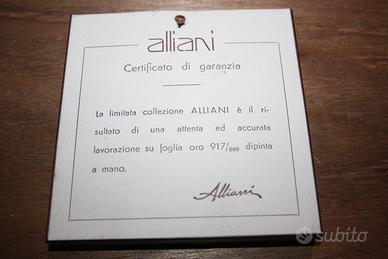 alliani
Certificato di garanzia
La limitata collezione ALLIANI è il ri-
sultato di una attenta ed accurata
lavorazione su foglia oro 917/000 dipinta
a mano.
Alliani
subito